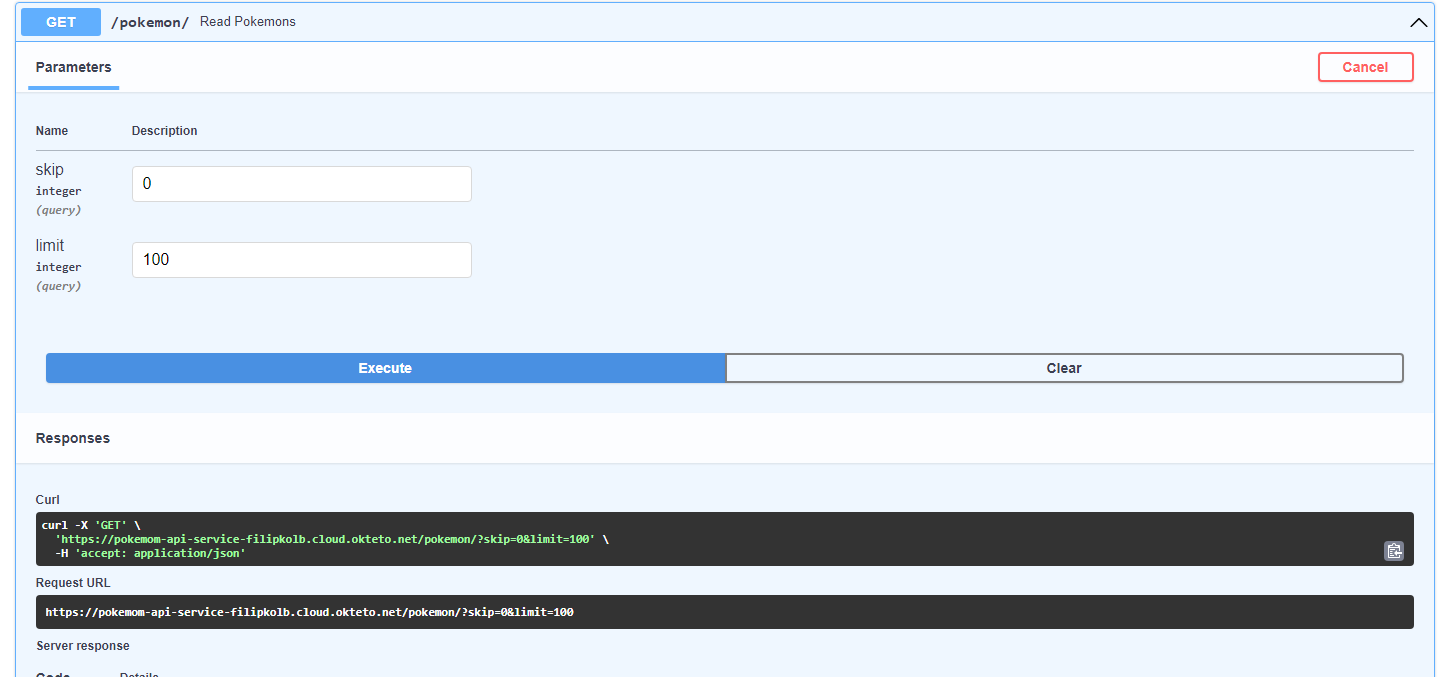 GET /pokemon/ Read Pokemons
Parameters Cancel
Name Description
skip
integer
(query)
0
limit
integer
(query)
100
Execute Clear
Responses
Curl
curl -X 'GET' \
'https://pokemom-api-service-filipkolb.cloud.okteto.net/pokemon/?skip=0&limit=100' \
-H 'accept: application/json'
Request URL
https://pokemom-api-service-filipkolb.cloud.okteto.net/pokemon/?skip=0&limit=100
Server response
Code Details